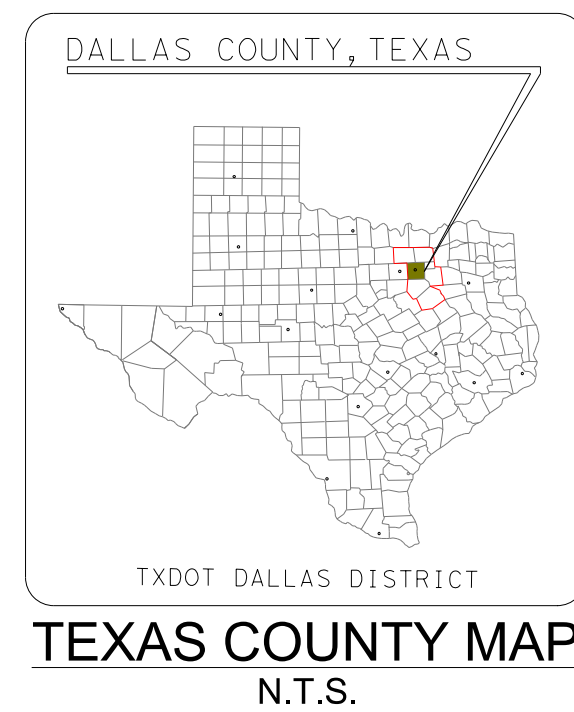 DALLAS COUNTY, TEXAS
TXDOT DALLAS DISTRICT
TEXAS COUNTY MAP
N.T.S.